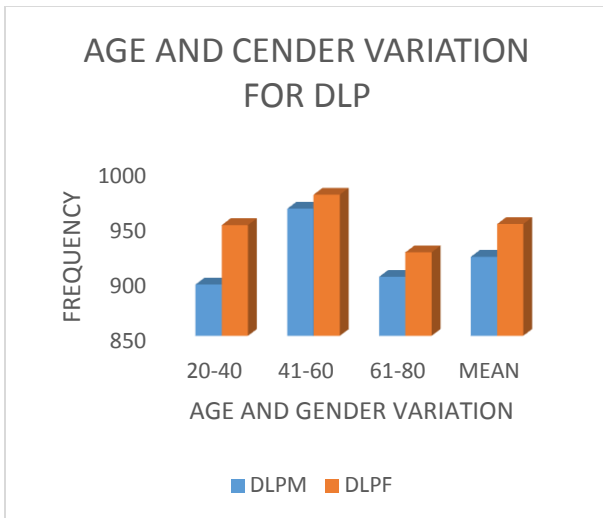 AGE AND CENDER VARIATION
FOR DLP
1000
950
900
850
FREQUENCY
20-40 41-60 61-80 MEAN
AGE AND GENDER VARIATION
DLPM DLPF